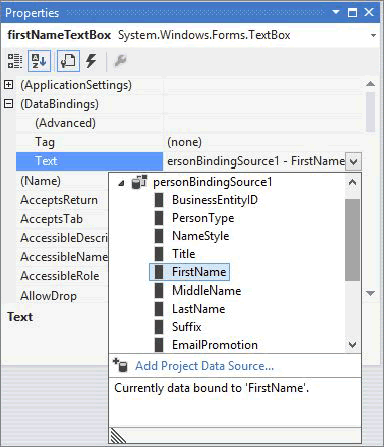 Properties
firstNameTextBox System.Windows.Forms.TextBox
(ApplicationSettings)
(DataBindings)
(Advanced)
Tag (none)
Text ersonBindingSource1 - FirstName
(Name)
AcceptsReturn
AcceptsTab
AccessibleDescri
AccessibleName
AccessibleRole
AllowDrop
personBindingSource1
BusinessEntityID
PersonType
NameStyle
Title
FirstName
MiddleName
LastName
Suffix
EmailPromotion
Add Project Data Source...
Currently data bound to 'FirstName'.
Text